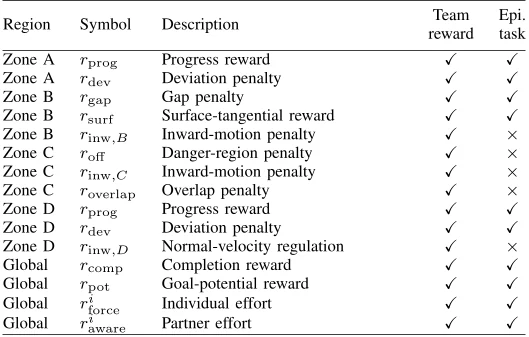 Region Symbol Description Team reward Epi. task
Zone A r_prog Progress reward ✓ ✓
Zone A r_dev Deviation penalty ✓ ✓
Zone B r_gap Gap penalty ✓ ✓
Zone B r_surf Surface-tangential reward ✓ ✓
Zone B r_inw,B Inward-motion penalty ✓ ×
Zone C r_off Danger-region penalty ✓ ×
Zone C r_inw,C Inward-motion penalty ✓ ×
Zone C r_overlap Overlap penalty ✓ ×
Zone D r_prog Progress reward ✓ ✓
Zone D r_dev Deviation penalty ✓ ✓
Zone D r_inw,D Normal-velocity regulation ✓ ×
Global r_comp Completion reward ✓ ✓
Global r_pot Goal-potential reward ✓ ✓
Global r^i_force Individual effort ✓ ✓
Global r^i_aware Partner effort ✓ ✓